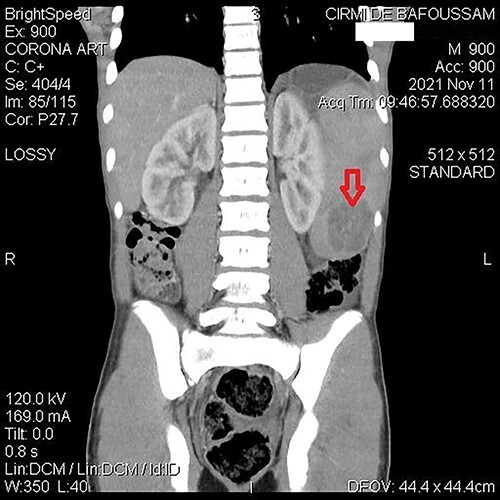 BrightSpeed
Ex: 900
CORONA ART
C: C+
Se: 404/4
Im: 85/115
Cor: P27.7
LOSSY
S
CIRMI DE BAFOUSSAM
M 900
Acc: 900
2021 Nov 11
Acq Tm: 09:46:57.688320
512 x 512
STANDARD
R
L
120.0 kV
169.0 mA
Tilt: 0.0
0.8 s
Lin:DCM / Lin:DCM / Id:ID
W:350 L:40
I
DFOV: 44.4 x 44.4cm